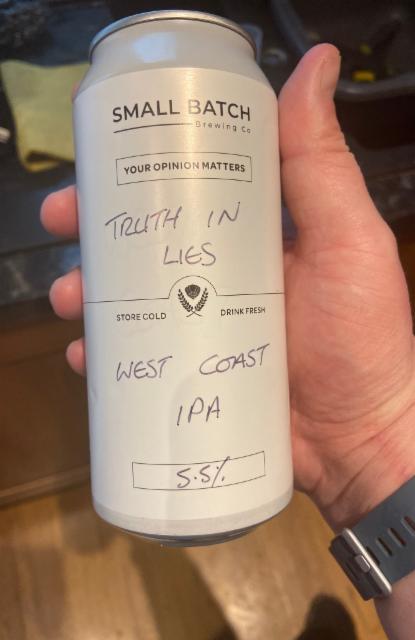 SMALL BATCH
Brewing Co
YOUR OPINION MATTERS
TRUTH IN
LIES
STORE COLD DRINK FRESH
WEST COAST
IPA
5.5%